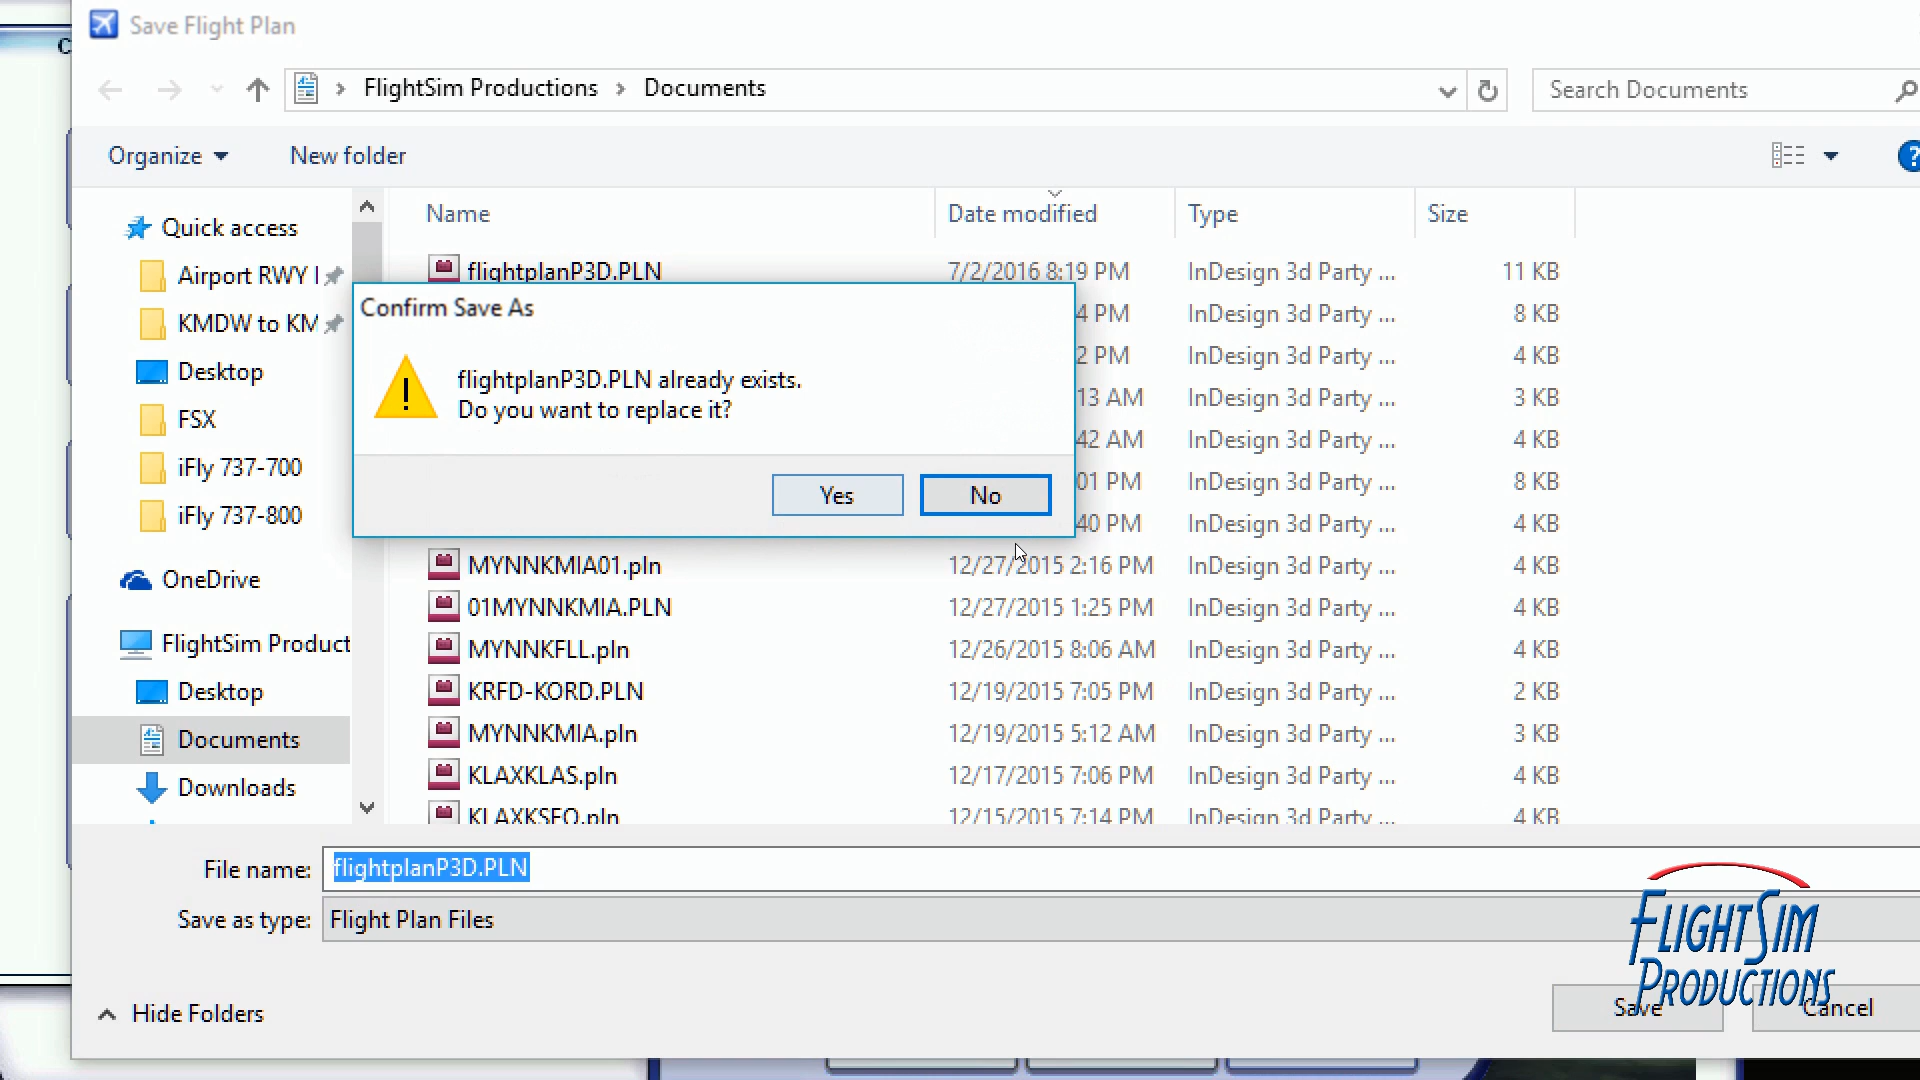 Save Flight Plan
FlightSim Productions Documents
Search Documents
Organize New folder
Name Date modified Type Size
Quick access
Airport RWY
KMDW to KM
Desktop
FSX
iFly 737-700
iFly 737-800
OneDrive
FlightSim Product
Desktop
Documents
Downloads
flightplanP3D.PLN 7/2/2016 8:19 PM InDesign 3d Party ... 11 KB
4 PM InDesign 3d Party ... 8 KB
2 PM InDesign 3d Party ... 4 KB
13 AM InDesign 3d Party ... 3 KB
42 AM InDesign 3d Party ... 4 KB
01 PM InDesign 3d Party ... 8 KB
40 PM InDesign 3d Party ... 4 KB
MYNNKMIA01.pln 12/27/2015 2:16 PM InDesign 3d Party ... 4 KB
01MYNNKMIA.PLN 12/27/2015 1:25 PM InDesign 3d Party ... 4 KB
MYNNKFLL.pln 12/26/2015 8:06 AM InDesign 3d Party ... 4 KB
KRFD-KORD.PLN 12/19/2015 7:05 PM InDesign 3d Party ... 2 KB
MYNNKMIA.pln 12/19/2015 5:12 AM InDesign 3d Party ... 3 KB
KLAXKLAS.pln 12/17/2015 7:06 PM InDesign 3d Party ... 4 KB
KLAXKSFO.pln 12/15/2015 7:14 PM InDesign 3d Party ... 4 KB
Confirm Save As
flightplanP3D.PLN already exists.
Do you want to replace it?
Yes No
File name: flightplanP3D.PLN
Save as type: Flight Plan Files
FLIGHTSIM
PRODUCTIONS
Hide Folders
Save Cancel